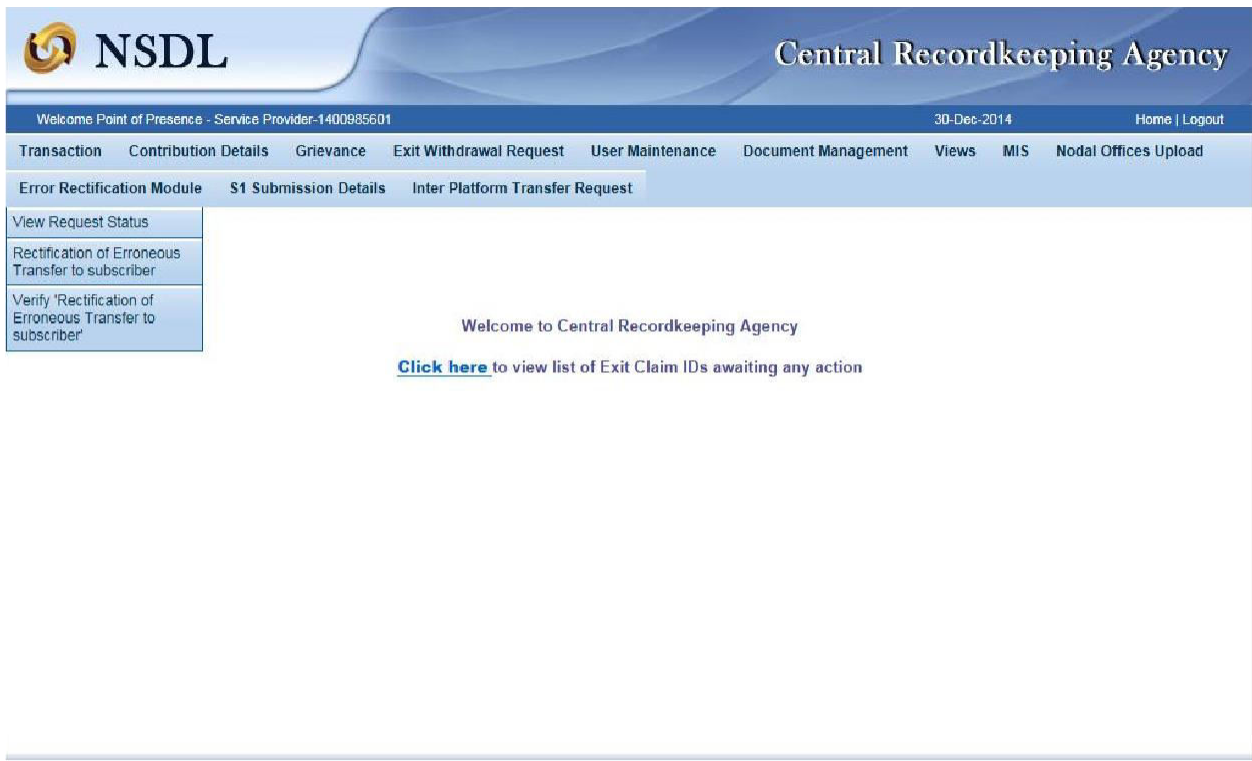 NSDL
Central Recordkeeping Agency
Welcome Point of Presence - Service Provider-1400985601 30-Dec-2014 Home | Logout
Transaction Contribution Details Grievance Exit Withdrawal Request User Maintenance Document Management Views MIS Nodal Offices Upload
Error Rectification Module S1 Submission Details Inter Platform Transfer Request
View Request Status
Rectification of Erroneous
Transfer to subscriber
Verify 'Rectification of
Erroneous Transfer to
subscriber'
Welcome to Central Recordkeeping Agency
Click here to view list of Exit Claim IDs awaiting any action